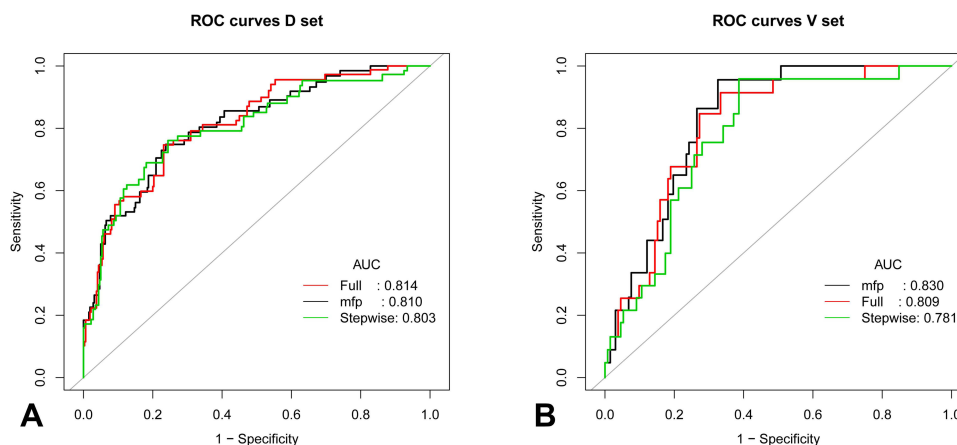 ROC curves D set
Sensitivity
1.0
0.8
0.6
0.4
0.2
0.0
AUC
Full : 0.814
mfp : 0.810
Stepwise: 0.803
0.0 0.2 0.4 0.6 0.8 1.0
1 − Specificity
A
ROC curves V set
Sensitivity
1.0
0.8
0.6
0.4
0.2
0.0
AUC
mfp : 0.830
Full : 0.809
Stepwise: 0.781
0.0 0.2 0.4 0.6 0.8 1.0
1 − Specificity
B